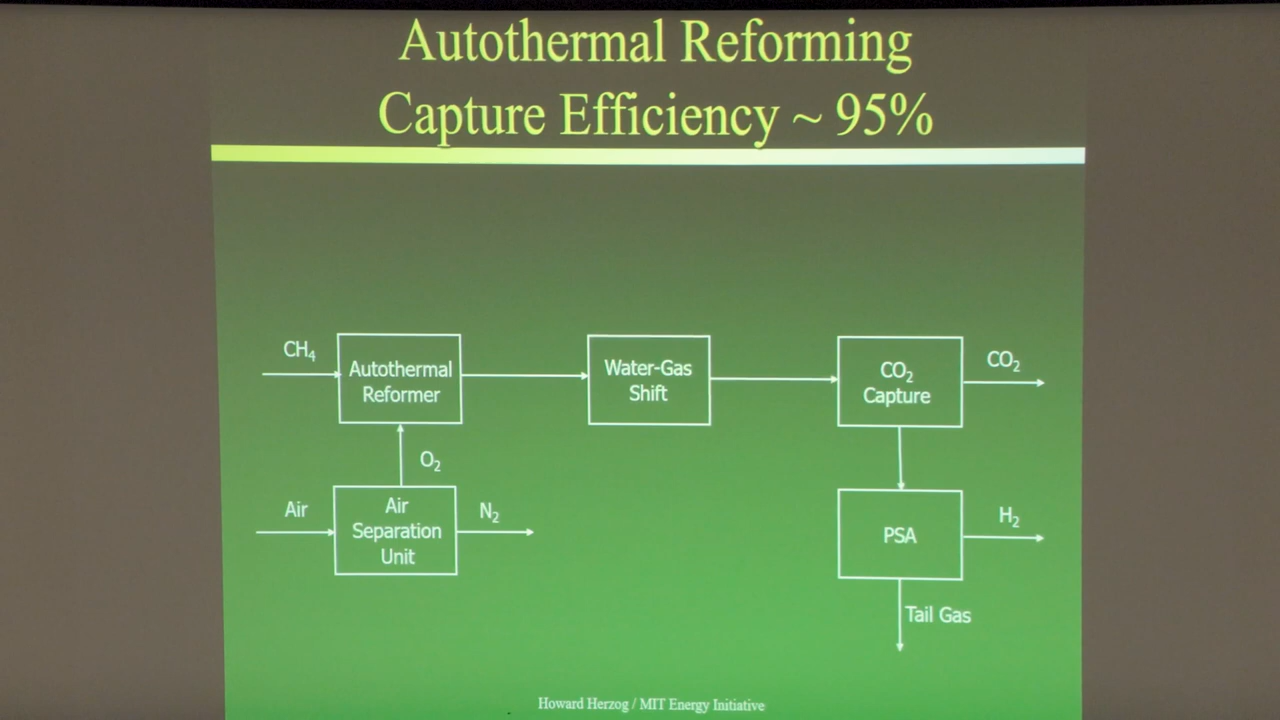 Autothermal Reforming
Capture Efficiency ~ 95%
CH₄
Autothermal
Reformer
Water-Gas
Shift
CO₂
Capture
CO₂
O₂
Air
Air
Separation
Unit
N₂
PSA
H₂
Tail Gas
Howard Herzog / MIT Energy Initiative